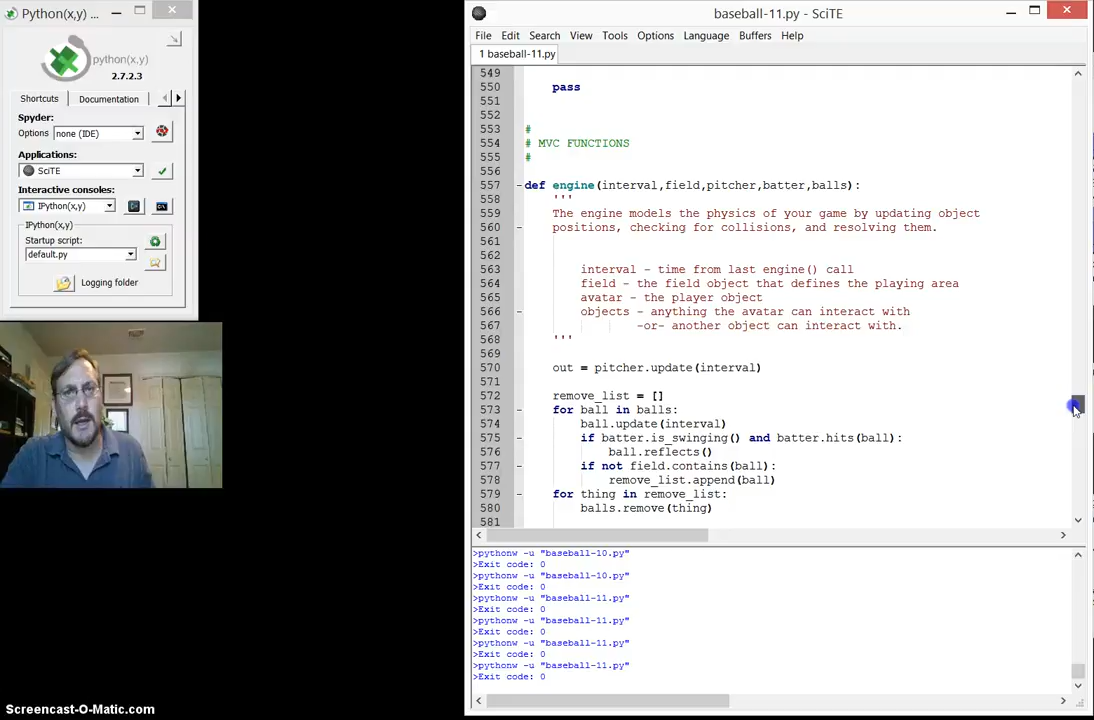 Python(x,y) ...
python(x,y)
2.7.2.3
Shortcuts
Documentation
Spyder:
Options
none (IDE)
Applications:
SciTE
Interactive consoles:
IPython(x,y)
IPython(x,y)
Startup script:
default.py
Logging folder
baseball-11.py - SciTE
File Edit Search View Tools Options Language Buffers Help
1 baseball-11.py
549
550 pass
551
552
553 #
554 # MVC FUNCTIONS
555 #
556
557 def engine(interval,field,pitcher,batter,balls):
558 '''
559 The engine models the physics of your game by updating object
560 positions, checking for collisions, and resolving them.
561
562
563 interval - time from last engine() call
564 field - the field object that defines the playing area
565 avatar - the player object
566 objects - anything the avatar can interact with
567 -or- another object can interact with.
568 '''
569
570 out = pitcher.update(interval)
571
572 remove_list = []
573 for ball in balls:
574 ball.update(interval)
575 if batter.is_swinging() and batter.hits(ball):
576 ball.reflects()
577 if not field.contains(ball):
578 remove_list.append(ball)
579 for thing in remove_list:
580 balls.remove(thing)
581
>pythonw -u "baseball-10.py"
>Exit code: 0
>pythonw -u "baseball-10.py"
>Exit code: 0
>pythonw -u "baseball-11.py"
>Exit code: 0
>pythonw -u "baseball-11.py"
>Exit code: 0
>pythonw -u "baseball-11.py"
>Exit code: 0
>pythonw -u "baseball-11.py"
>Exit code: 0
Screencast-O-Matic.com